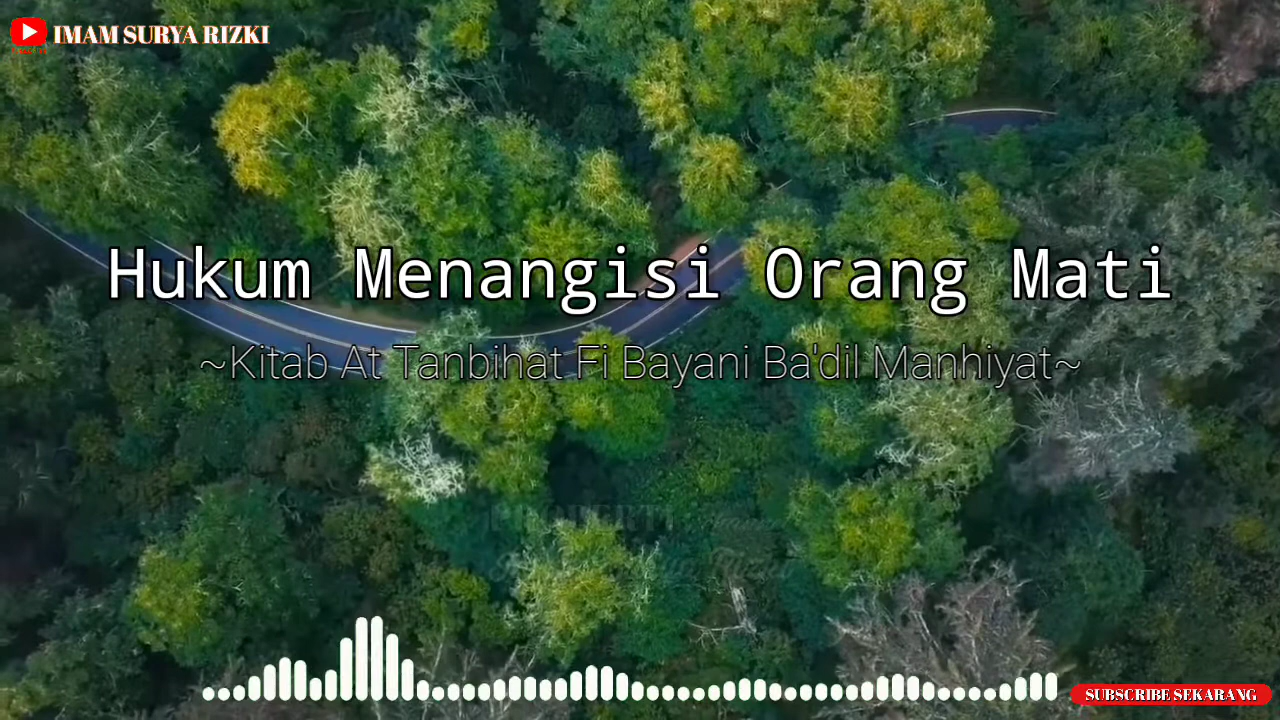 IMAM SURYA RIZKI
Hukum Menangisi Orang Mati
~Kitab At Tanbihat Fi Bayani Ba'dil Manhiyat~
SUBSCRIBE SEKARANG